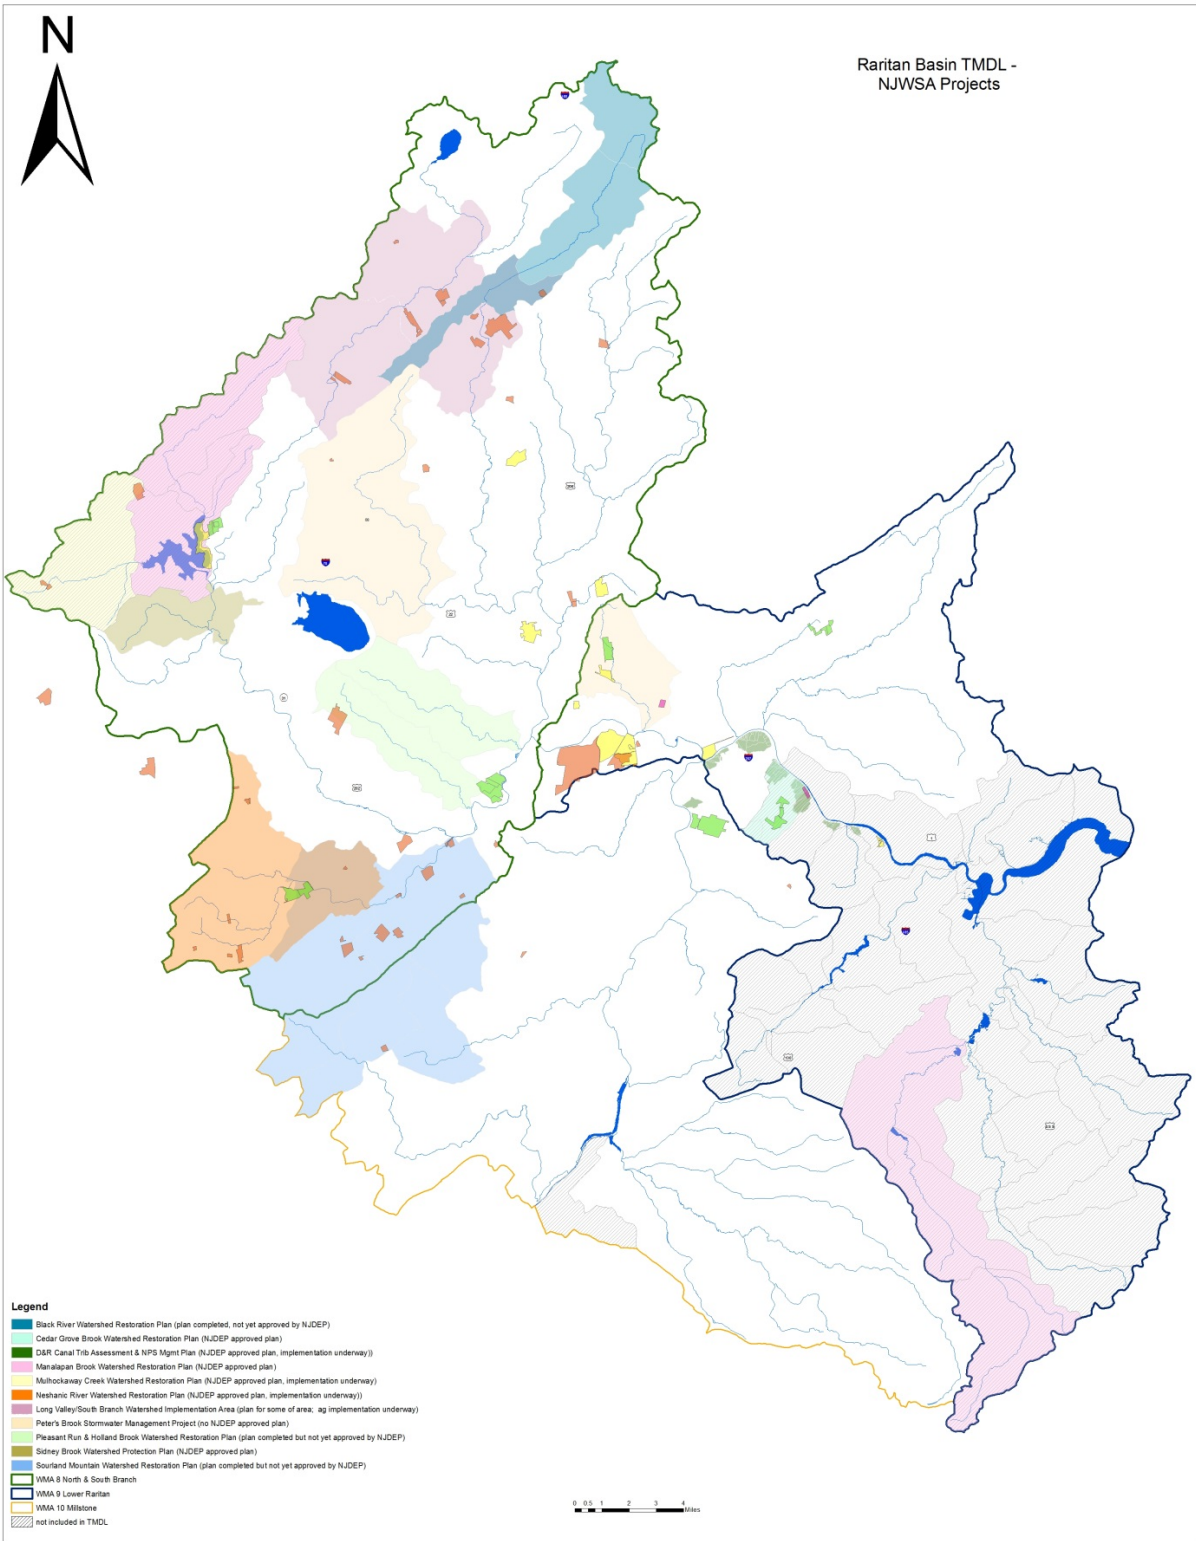 N
Raritan Basin TMDL -
NJWSA Projects
22
31
202
1
130
Legend
Black River Watershed Restoration Plan (plan completed, not yet approved by NJDEP)
Cedar Grove Brook Watershed Restoration Plan (NJDEP approved plan)
D&R Canal Trib Assessment & NPS Mgmt Plan (NJDEP approved plan, implementation underway))
Manalapan Brook Watershed Restoration Plan (NJDEP approved plan)
Mulhockaway Creek Watershed Restoration Plan (NJDEP approved plan, implementation underway)
Neshanic River Watershed Restoration Plan (NJDEP approved plan, implementation underway))
Long Valley/South Branch Watershed Implementation Area (plan for some of area; ag implementation underway)
Peter's Brook Stormwater Management Project (no NJDEP approved plan)
Pleasant Run & Holland Brook Watershed Restoration Plan (plan completed but not yet approved by NJDEP)
Sidney Brook Watershed Protection Plan (NJDEP approved plan)
Sourland Mountain Watershed Restoration Plan (plan completed but not yet approved by NJDEP)
WMA 8 North & South Branch
WMA 9 Lower Raritan
WMA 10 Millstone
not included in TMDL
0 0.5 1 2 3 4
Miles